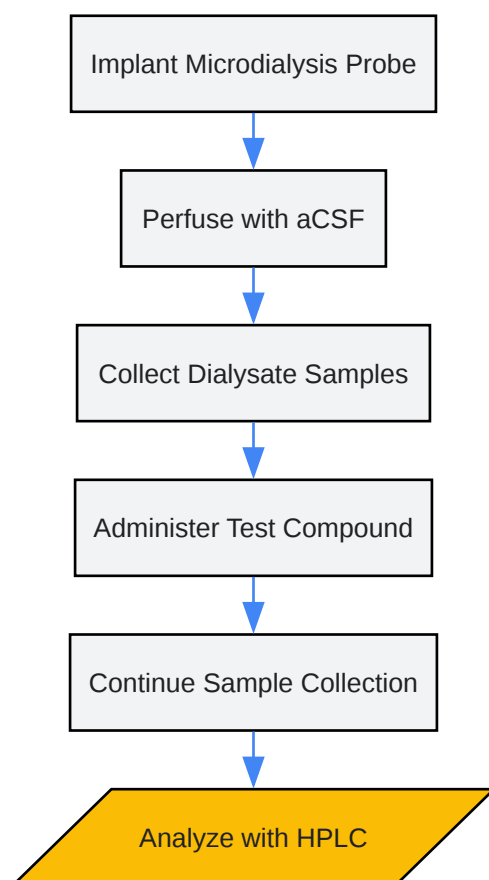 Implant Microdialysis Probe
Perfuse with aCSF
Collect Dialysate Samples
Administer Test Compound
Continue Sample Collection
Analyze with HPLC